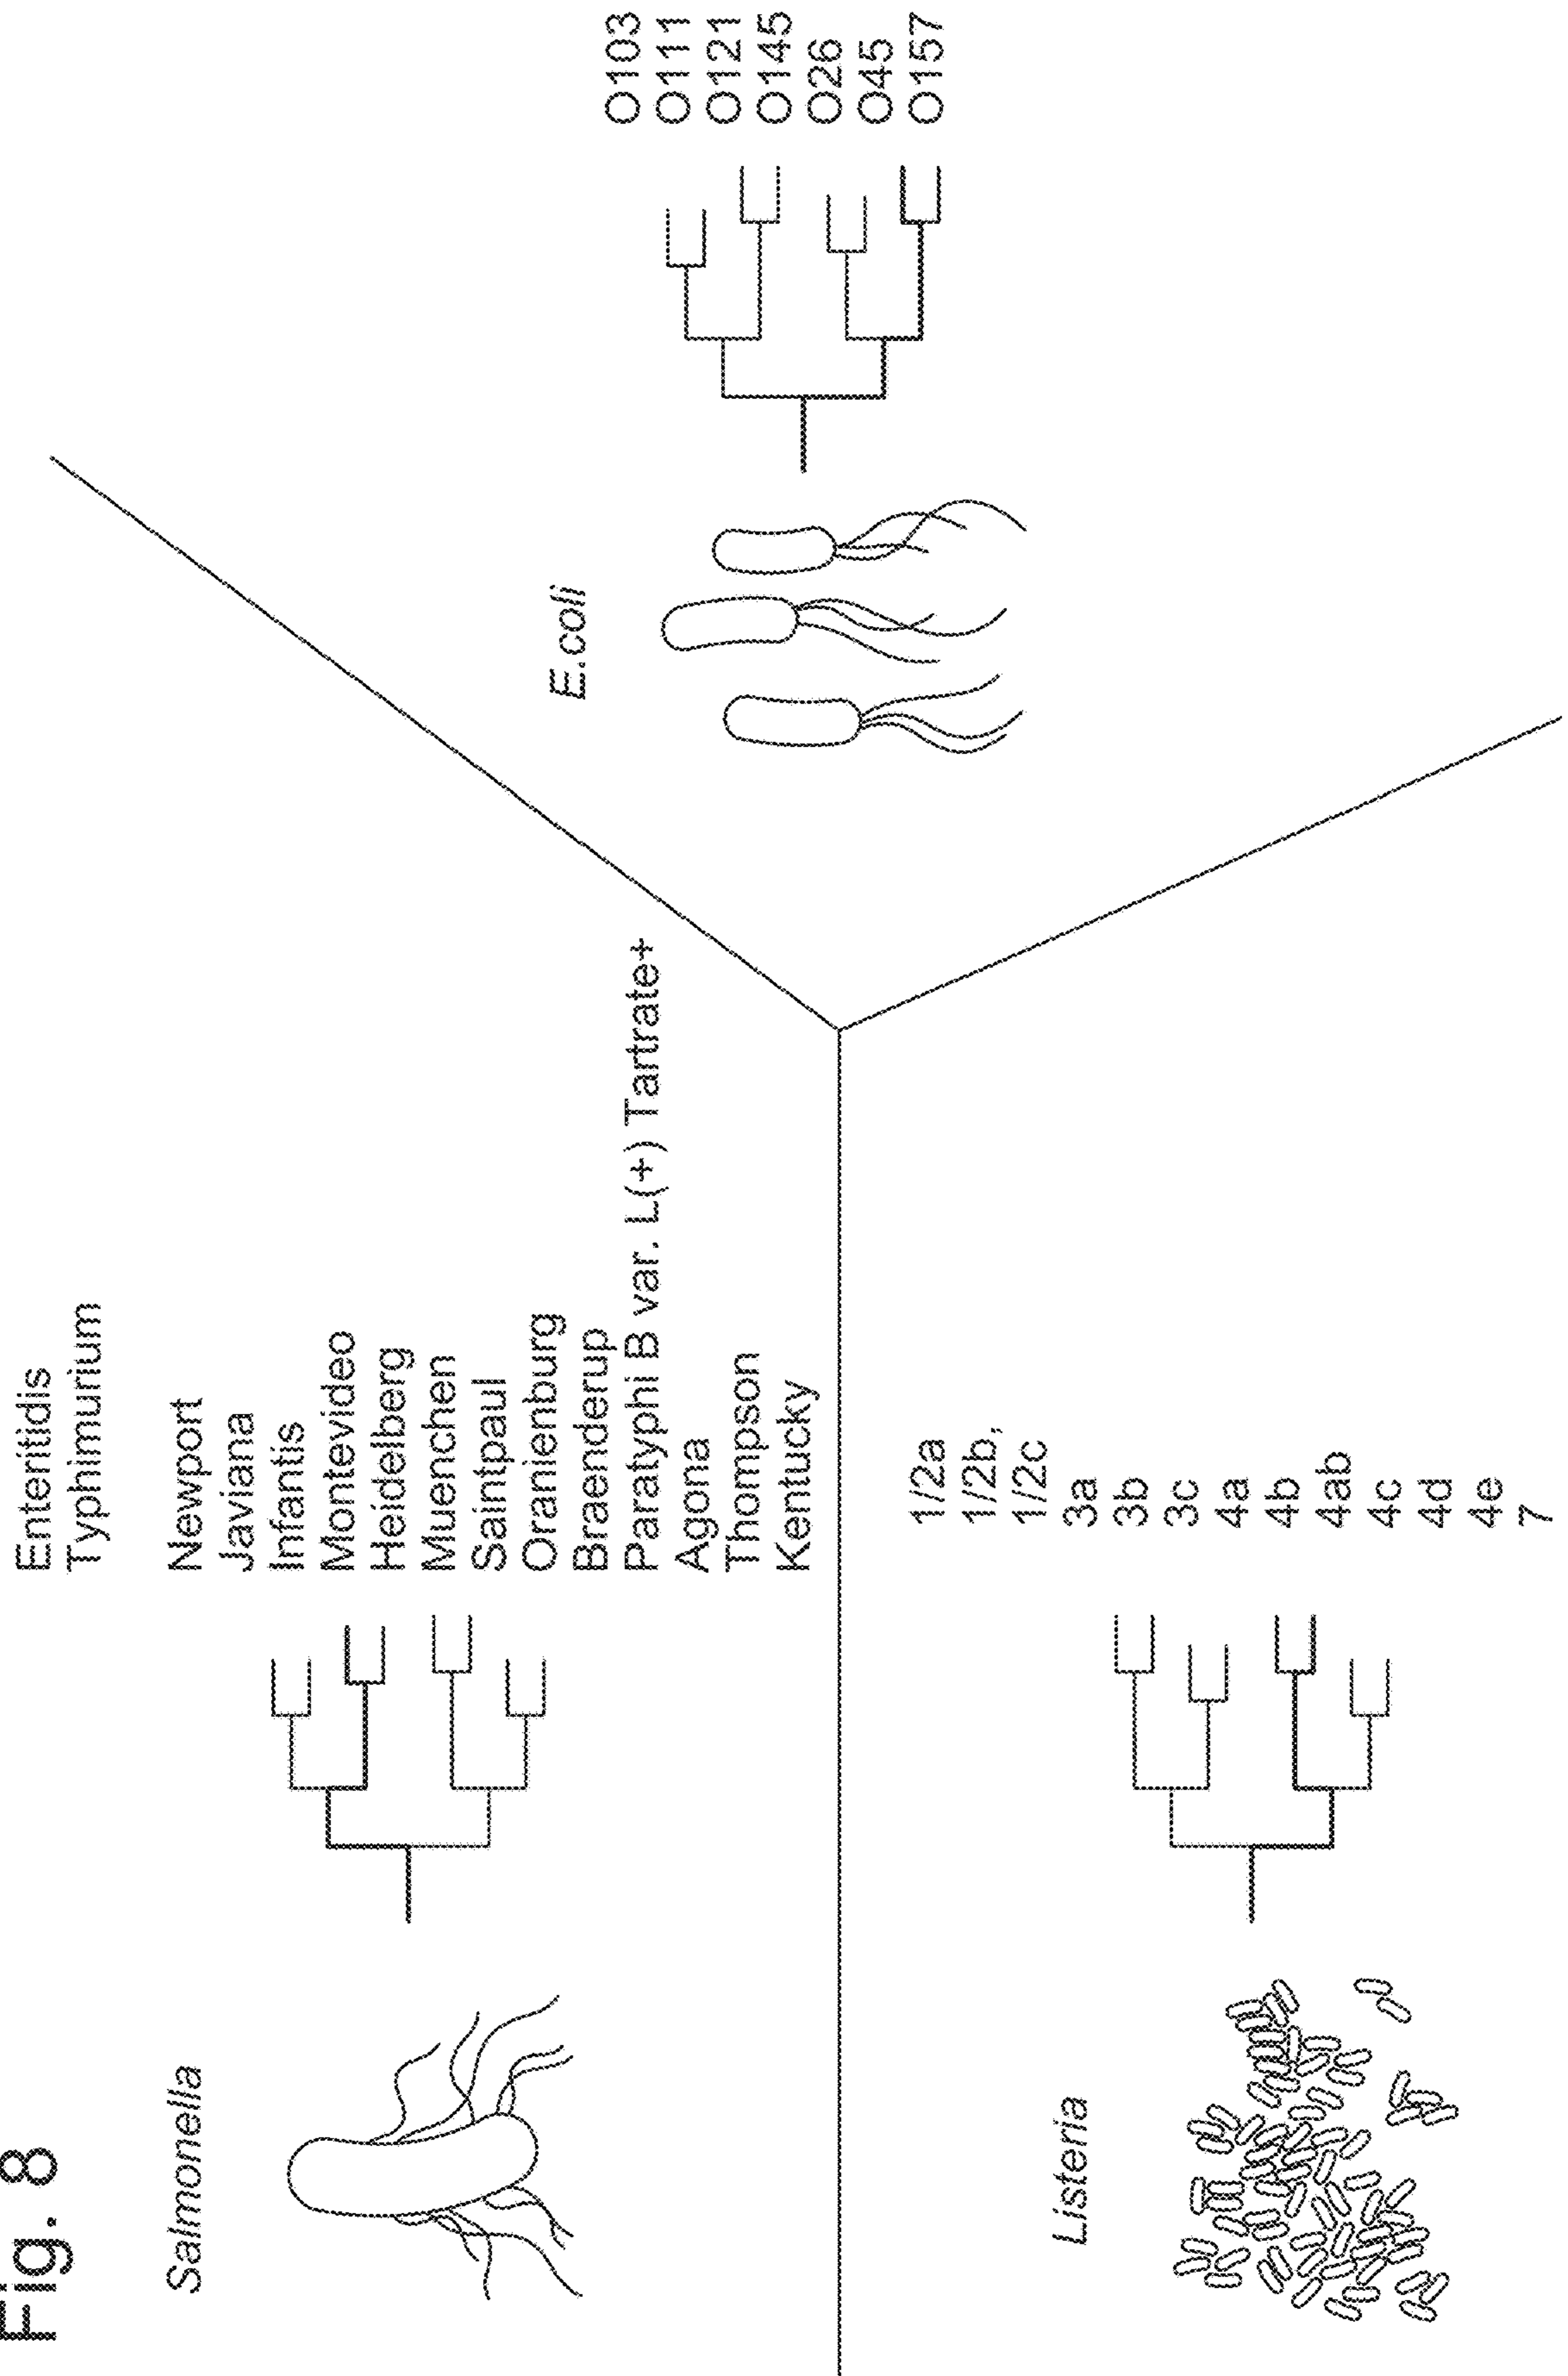 Fig. 8
Salmonella
Enteritidis
Typhimurium
Newport
Javiana
Infantis
Montevideo
Heidelberg
Muenchen
Saintpaul
Oranienburg
Braenderup
Paratyphi B var. L(+) Tartrate+
Agona
Thompson
Kentucky
E.coli
O103
O111
O121
O145
O26
O45
O157
Listeria
1/2a
1/2b,
1/2c
3a
3b
3c
4a
4b
4ab
4c
4d
4e
7